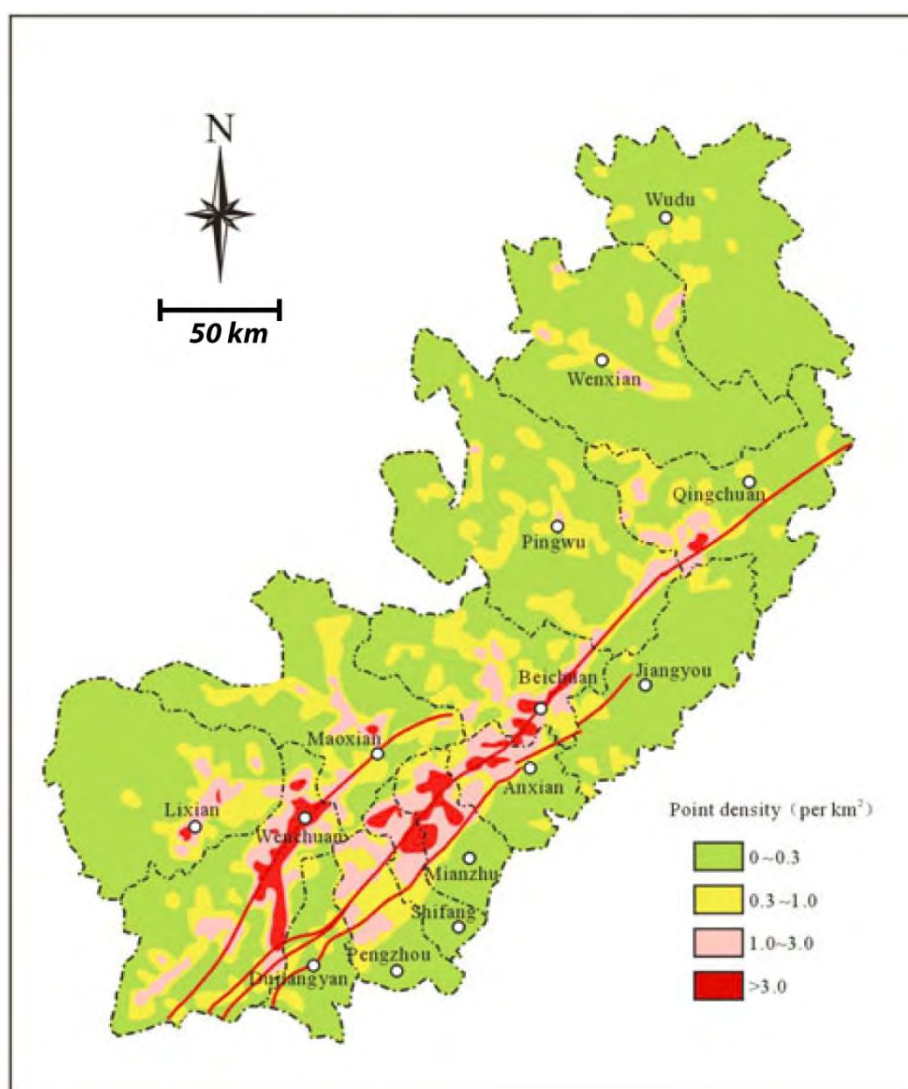 N
50 km
Wudu
Wenxian
Qingchuan
Pingwu
Beichuan
Jiangyou
Maoxian
Anxian
Lixian
Wenchuan
Mianzhu
Shifang
Pengzhou
Dujiangyan
Point density（per km²）
0~0.3
0.3~1.0
1.0~3.0
>3.0